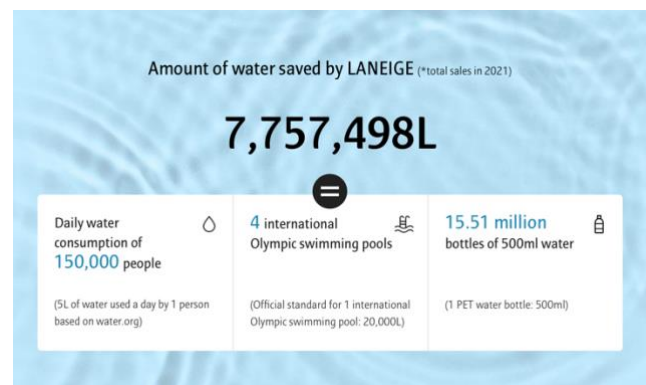 Amount of water saved by LANEIGE (*total sales in 2021)
7,757,498L
=
Daily water
consumption of
150,000 people
(5L of water used a day by 1 person
based on water.org)
4 international
Olympic swimming pools
(Official standard for 1 international
Olympic swimming pool: 20,000L)
15.51 million
bottles of 500ml water
(1 PET water bottle: 500ml)